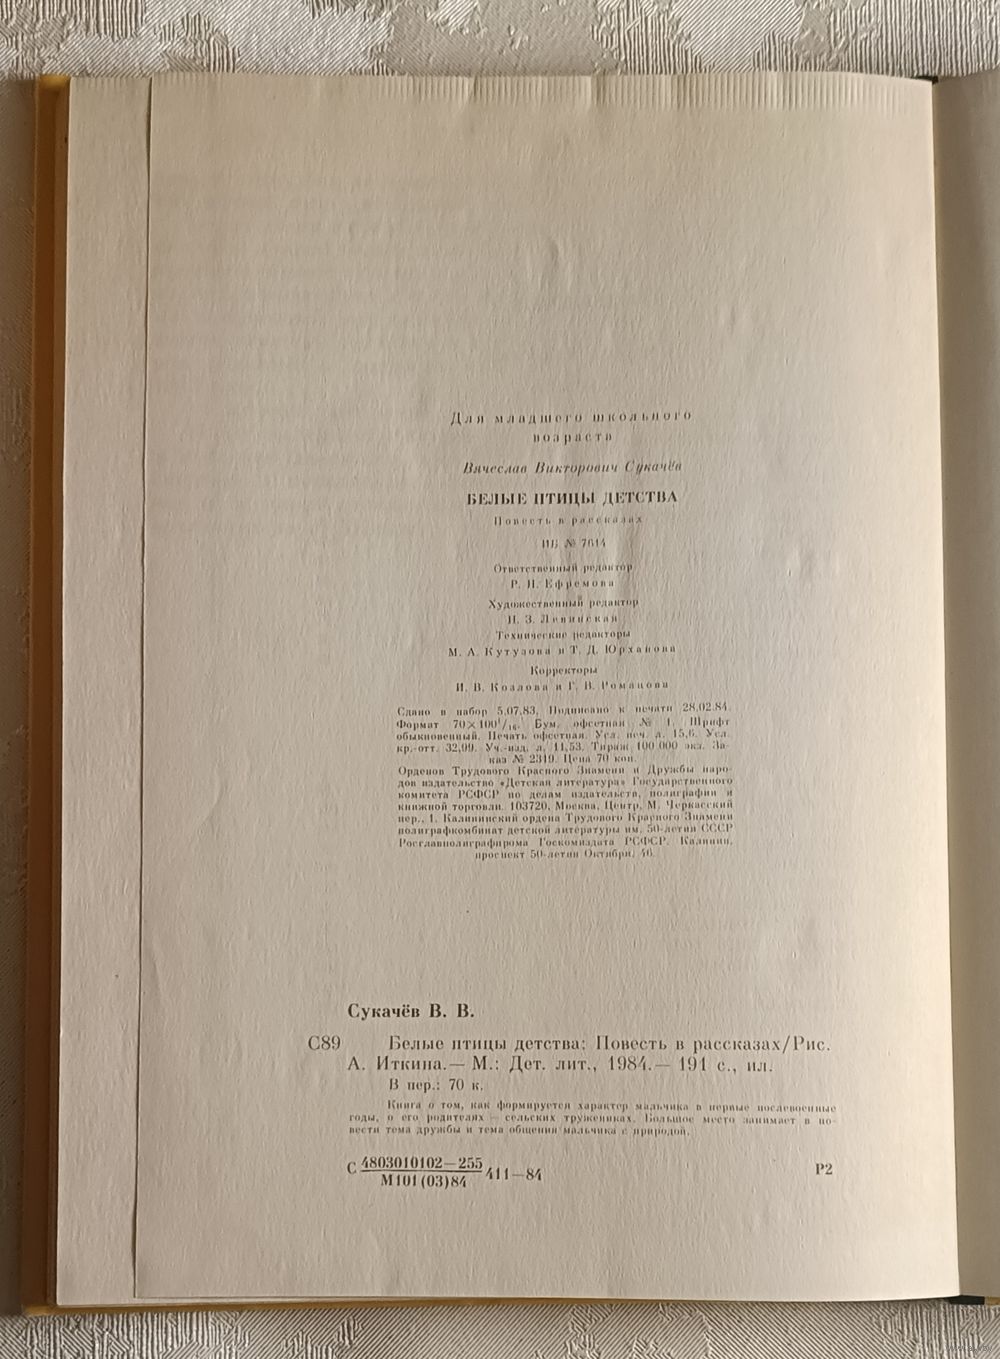 Для младшего школьного
возраста
Вячеслав Викторович Сукачёв
БЕЛЫЕ ПТИЦЫ ДЕТСТВА
Повесть в рассказах
ИБ № 7614
Ответственный редактор
Р. Н. Ефремова
Художественный редактор
Н. З. Левинская
Технические редакторы
М. А. Кутузова и Т. Д. Юрханова
Корректоры
И. В. Козлова и Г. В. Романова
Сдано в набор 5.07.83. Подписано к печати 28.02.84.
Формат 70×100¹/₁₆. Бум. офсетная № 1. Шрифт
обыкновенный. Печать офсетная. Усл. печ. л. 15,6. Усл.
кр.-отт. 32,99. Уч.-изд. л. 11,53. Тираж 100 000 экз. За-
каз № 2319. Цена 70 коп.
Орденов Трудового Красного Знамени и Дружбы наро-
дов издательство «Детская литература» Государственного
комитета РСФСР по делам издательств, полиграфии и
книжной торговли. 103720, Москва, Центр, М. Черкасский
пер., 1. Калининский ордена Трудового Красного Знамени
полиграфкомбинат детской литературы им. 50-летия СССР
Росглавполиграфпрома Госкомиздата РСФСР. Калинин,
проспект 50-летия Октября, 46.
Сукачёв В. В.
С89 Белые птицы детства: Повесть в рассказах/Рис.
А. Иткина.— М.: Дет. лит., 1984.— 191 с., ил.
В пер.: 70 к.
Книга о том, как формируется характер мальчика в первые послевоенные
годы, о его родителях — сельских тружениках. Большое место занимает в по-
вести тема дружбы и тема общения мальчика с природой.
С 4803010102—255 411—84 Р2
М101(03)84